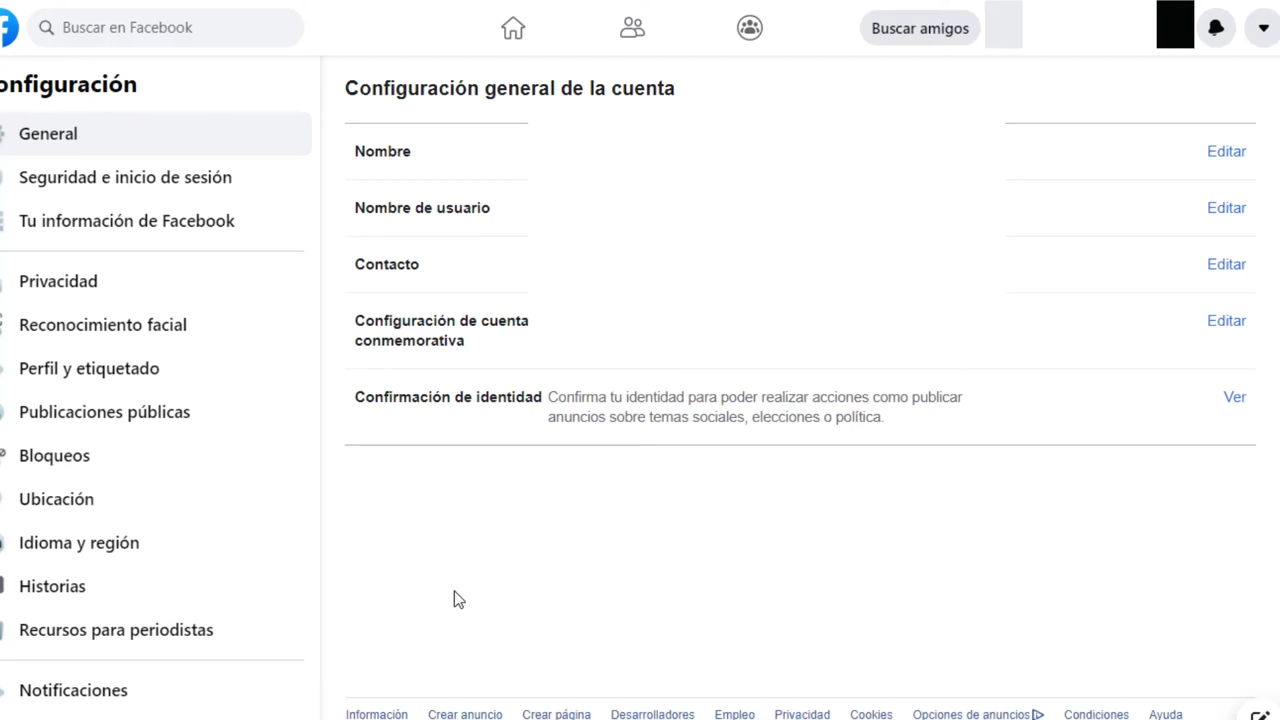 Buscar en Facebook
Buscar amigos
onfiguración
General
Seguridad e inicio de sesión
Tu información de Facebook
Privacidad
Reconocimiento facial
Perfil y etiquetado
Publicaciones públicas
Bloqueos
Ubicación
Idioma y región
Historias
Recursos para periodistas
Notificaciones
Configuración general de la cuenta
Nombre Editar
Nombre de usuario Editar
Contacto Editar
Configuración de cuenta Editar
conmemorativa
Confirmación de identidad Confirma tu identidad para poder realizar acciones como publicar Ver
anuncios sobre temas sociales, elecciones o política.
Información Crear anuncio Crear página Desarrolladores Empleo Privacidad Cookies Opciones de anuncios Condiciones Ayuda